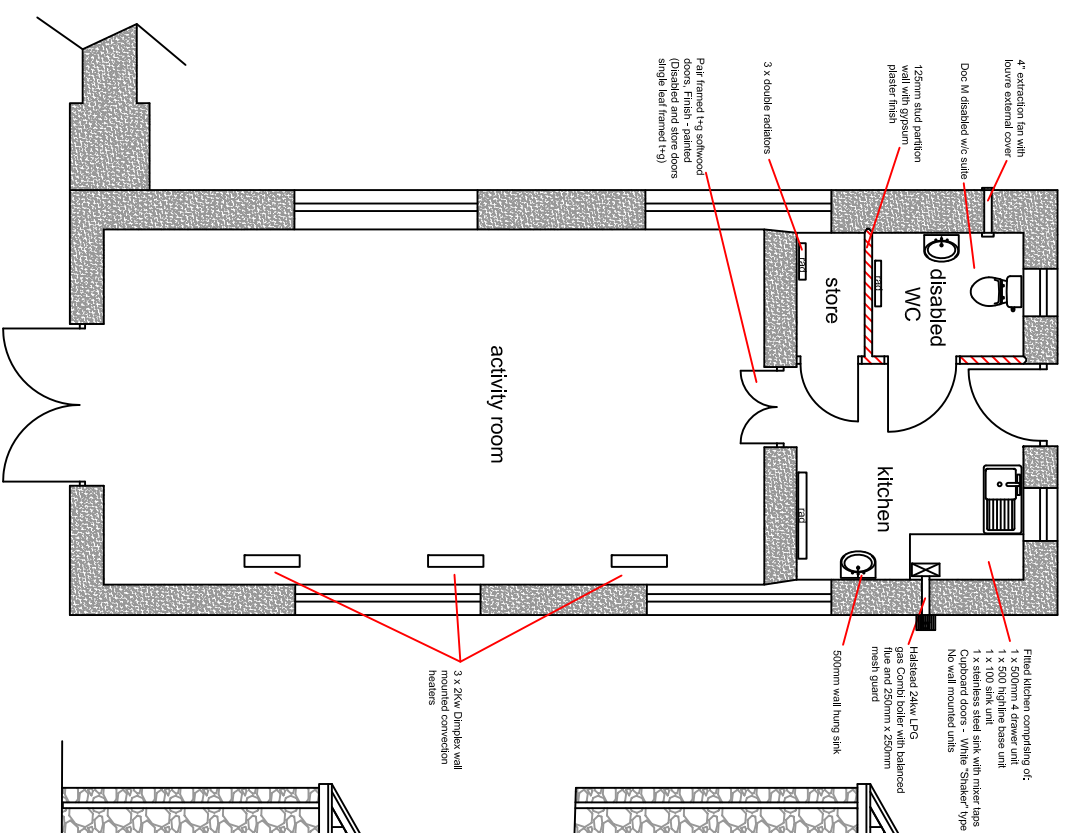 4" extraction fan with
louvre external cover
Doc M disabled w/c suite
125mm stud partition
wall with gypsum
plaster finish
3 x double radiators
Pair framed t+g softwood
doors, Finish - painted
(Disabled and store doors
single leaf framed t+g)
disabled
WC
rad
store
rad
activity room
kitchen
rad
Fitted kitchen comprising of:
1 x 500mm 4 drawer unit
1 x 500 highline base unit
1 x 100 sink unit
1 x steinless steel sink with mixer taps
Cupboard doors - White "Shaker" type
No wall mounted units
Halstead 24kw LPG
gas Combi boiler with balanced
flue and 250mm x 250mm
mesh guard
500mm wall hung sink
3 x 2Kw Dimplex wall
mounted convection
heaters